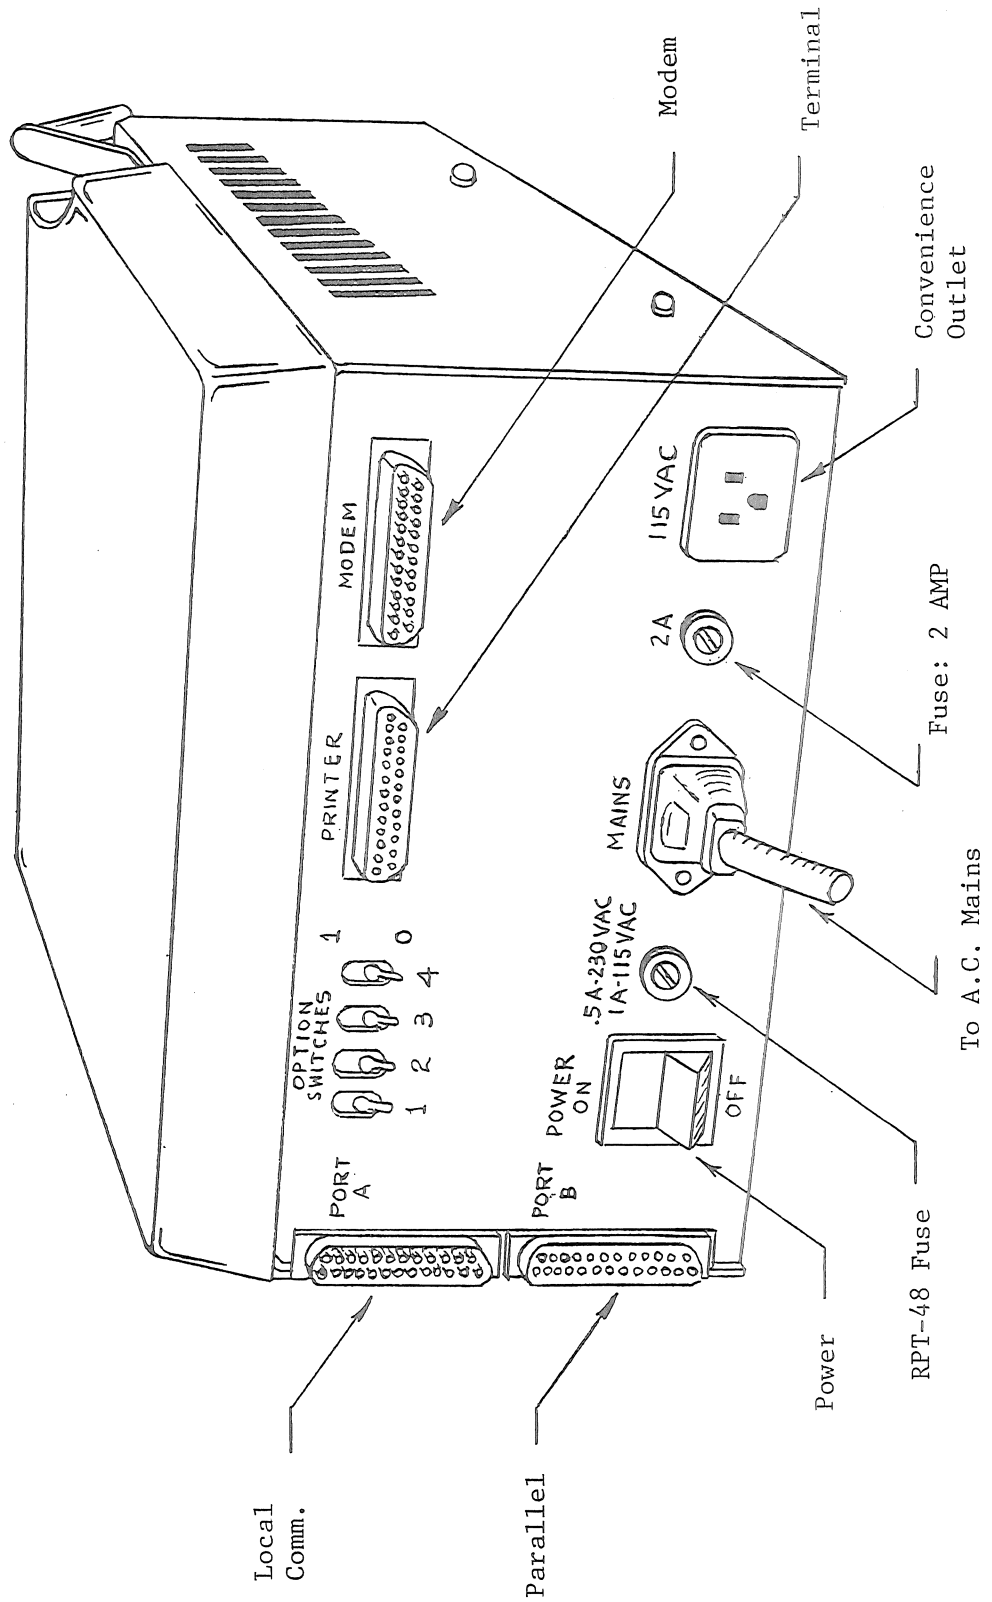 Local
Comm.
Parallel
Power
RPT-48 Fuse
To A.C. Mains
Fuse: 2 AMP
Convenience
Outlet
Terminal
Modem
PORT
A
PORT
B
OPTION
SWITCHES
1
0
1 2 3 4
PRINTER
MODEM
POWER
ON
OFF
.5A-230VAC
1A-115VAC
MAINS
2A
115VAC